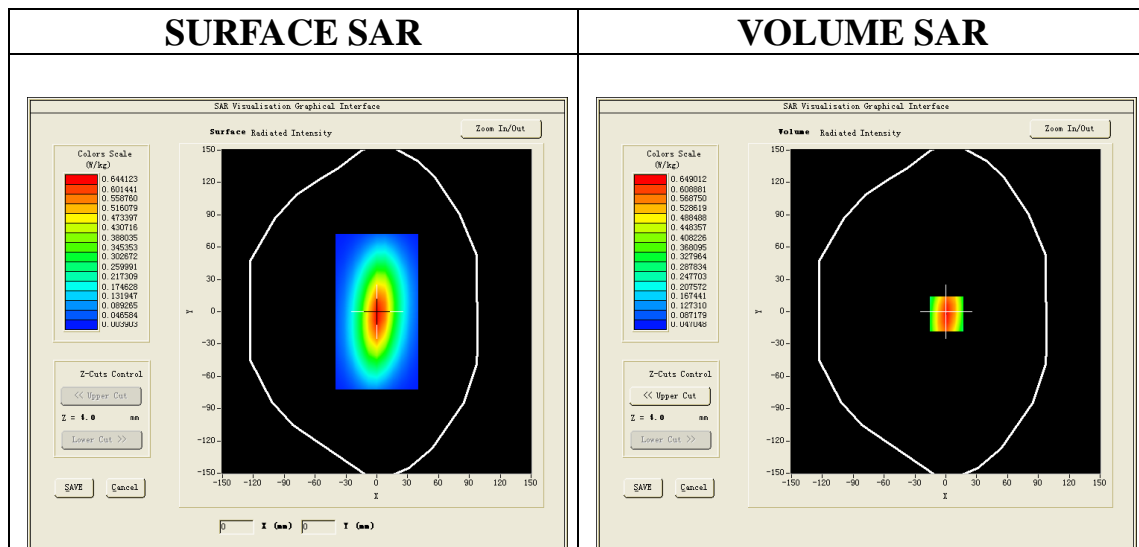 SURFACE SAR
VOLUME SAR
SAR Visualisation Graphical Interface
Surface Radiated Intensity
Zoom In/Out
Colors Scale
(W/kg)
0.644123
0.601441
0.558760
0.516079
0.473397
0.430716
0.388035
0.345353
0.302672
0.259991
0.217309
0.174628
0.131947
0.089265
0.046584
0.003903
Z-Cuts Control
<< Upper Cut
Z = 4.0 mm
Lower Cut >>
SAVE Cancel
150
120
90
60
30
0
-30
-60
-90
-120
-150
Y
-150 -120 -90 -60 -30 0 30 60 90 120 150
X
0 X (mm) 0 Y (mm)
SAR Visualisation Graphical Interface
Volume Radiated Intensity
Zoom In/Out
Colors Scale
(W/kg)
0.649012
0.608881
0.568750
0.528619
0.488488
0.448357
0.408226
0.368095
0.327964
0.287834
0.247703
0.207572
0.167441
0.127310
0.087179
0.047048
Z-Cuts Control
<< Upper Cut
Z = 4.0 mm
Lower Cut >>
SAVE Cancel
150
120
90
60
30
0
-30
-60
-90
-120
-150
Y
-150 -120 -90 -60 -30 0 30 60 90 120 150
X